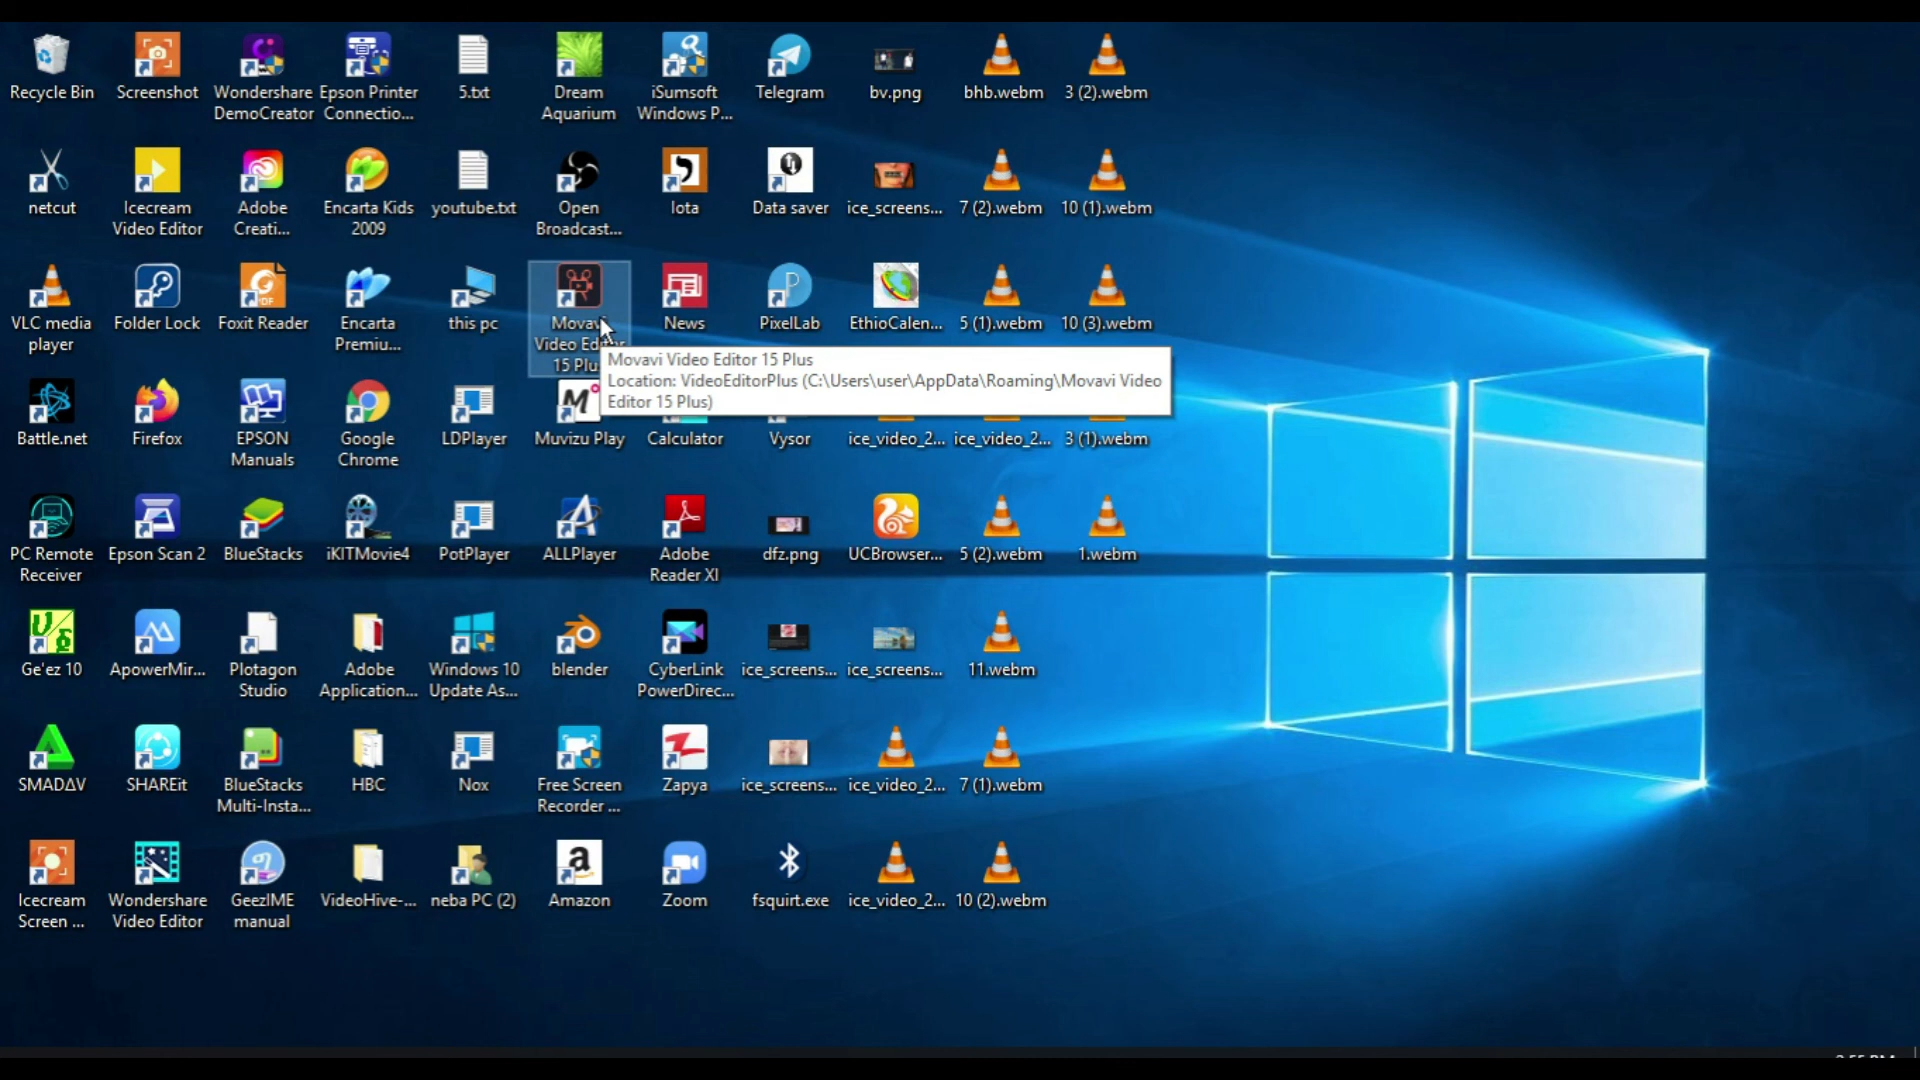 Recycle Bin
Screenshot
Wondershare
DemoCreator
Epson Printer
Connectio...
5.txt
Dream
Aquarium
iSumsoft
Windows P...
Telegram
bv.png
bhb.webm
3 (2).webm
netcut
Icecream
Video Editor
Adobe
Creati...
Encarta Kids
2009
youtube.txt
Open
Broadcast...
Iota
Data saver
ice_screens...
7 (2).webm
10 (1).webm
VLC media
player
Folder Lock
Foxit Reader
Encarta
Premiu...
this pc
Movavi
Video Editor
15 Plus
News
PixelLab
EthioCalen...
5 (1).webm
10 (3).webm
Movavi Video Editor 15 Plus
Location: VideoEditorPlus (C:\Users\user\AppData\Roaming\Movavi Video
Editor 15 Plus)
Battle.net
Firefox
EPSON
Manuals
Google
Chrome
LDPlayer
Muvizu Play
Calculator
Vysor
ice_video_2...
ice_video_2...
3 (1).webm
PC Remote
Receiver
Epson Scan 2
BlueStacks
iKITMovie4
PotPlayer
ALLPlayer
Adobe
Reader XI
dfz.png
UCBrowser...
5 (2).webm
1.webm
Ge'ez 10
ApowerMir...
Plotagon
Studio
Adobe
Application...
Windows 10
Update As...
blender
CyberLink
PowerDirec...
ice_screens...
ice_screens...
11.webm
SMADΔV
SHAREit
BlueStacks
Multi-Insta...
HBC
Nox
Free Screen
Recorder ...
Zapya
ice_screens...
ice_video_2...
7 (1).webm
Icecream
Screen ...
Wondershare
Video Editor
GeezIME
manual
VideoHive-...
neba PC (2)
Amazon
Zoom
fsquirt.exe
ice_video_2...
10 (2).webm